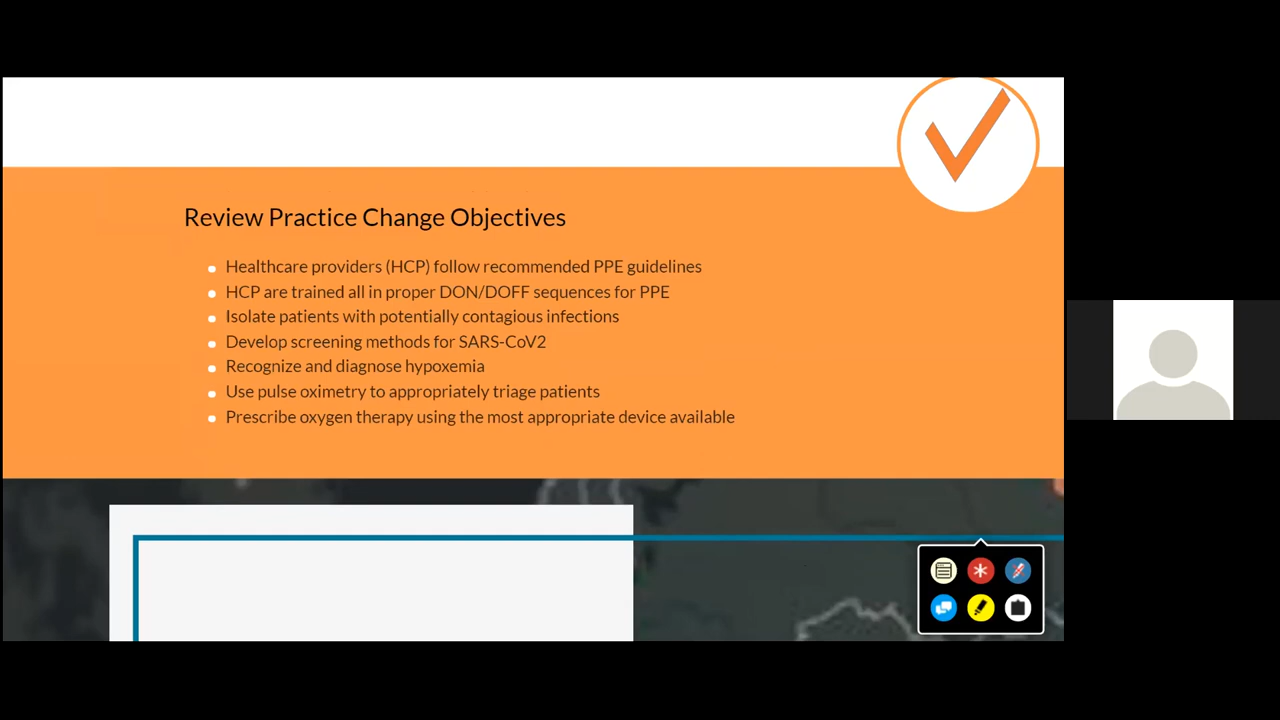 Review Practice Change Objectives
Healthcare providers (HCP) follow recommended PPE guidelines
HCP are trained all in proper DON/DOFF sequences for PPE
Isolate patients with potentially contagious infections
Develop screening methods for SARS-CoV2
Recognize and diagnose hypoxemia
Use pulse oximetry to appropriately triage patients
Prescribe oxygen therapy using the most appropriate device available